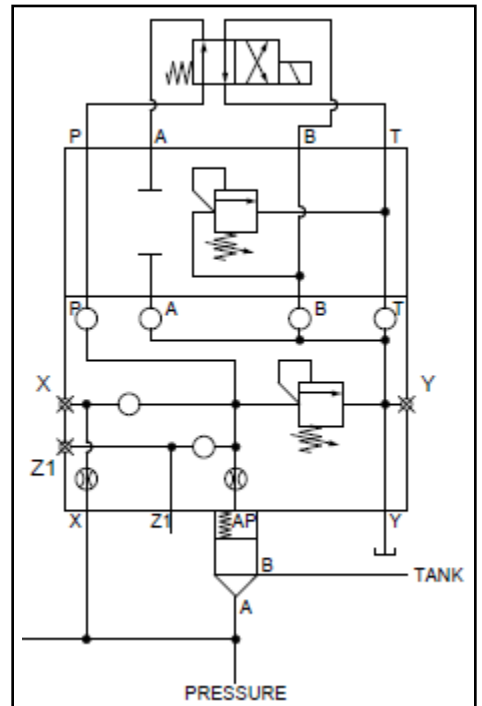 P A B T
P A B T
X Y
Z1
X Z1 AP Y
B
TANK
A
PRESSURE